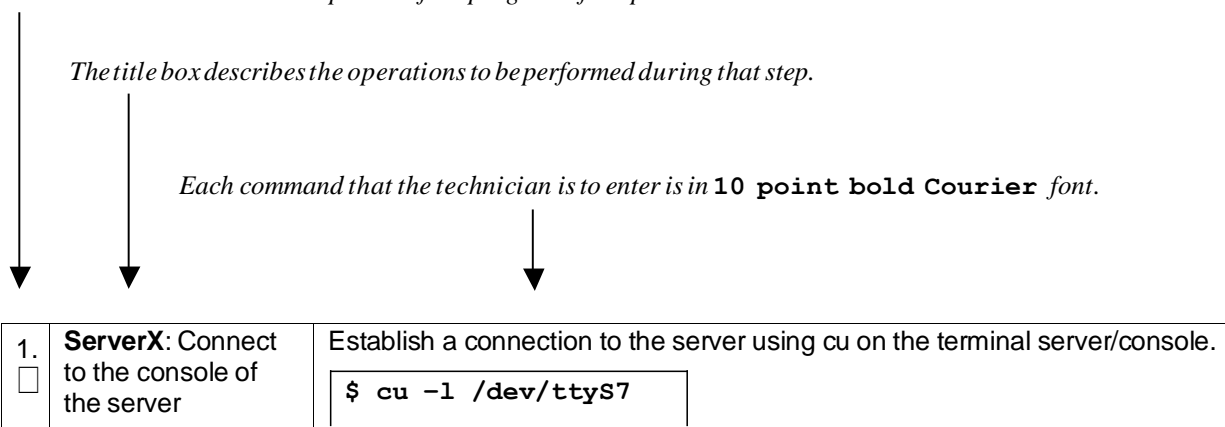 The title box describes the operations to be performed during that step.
Each command that the technician is to enter is in 10 point bold Courier font.
1. ServerX: Connect to the console of the server
Establish a connection to the server using cu on the terminal server/console.
$ cu –l /dev/ttyS7